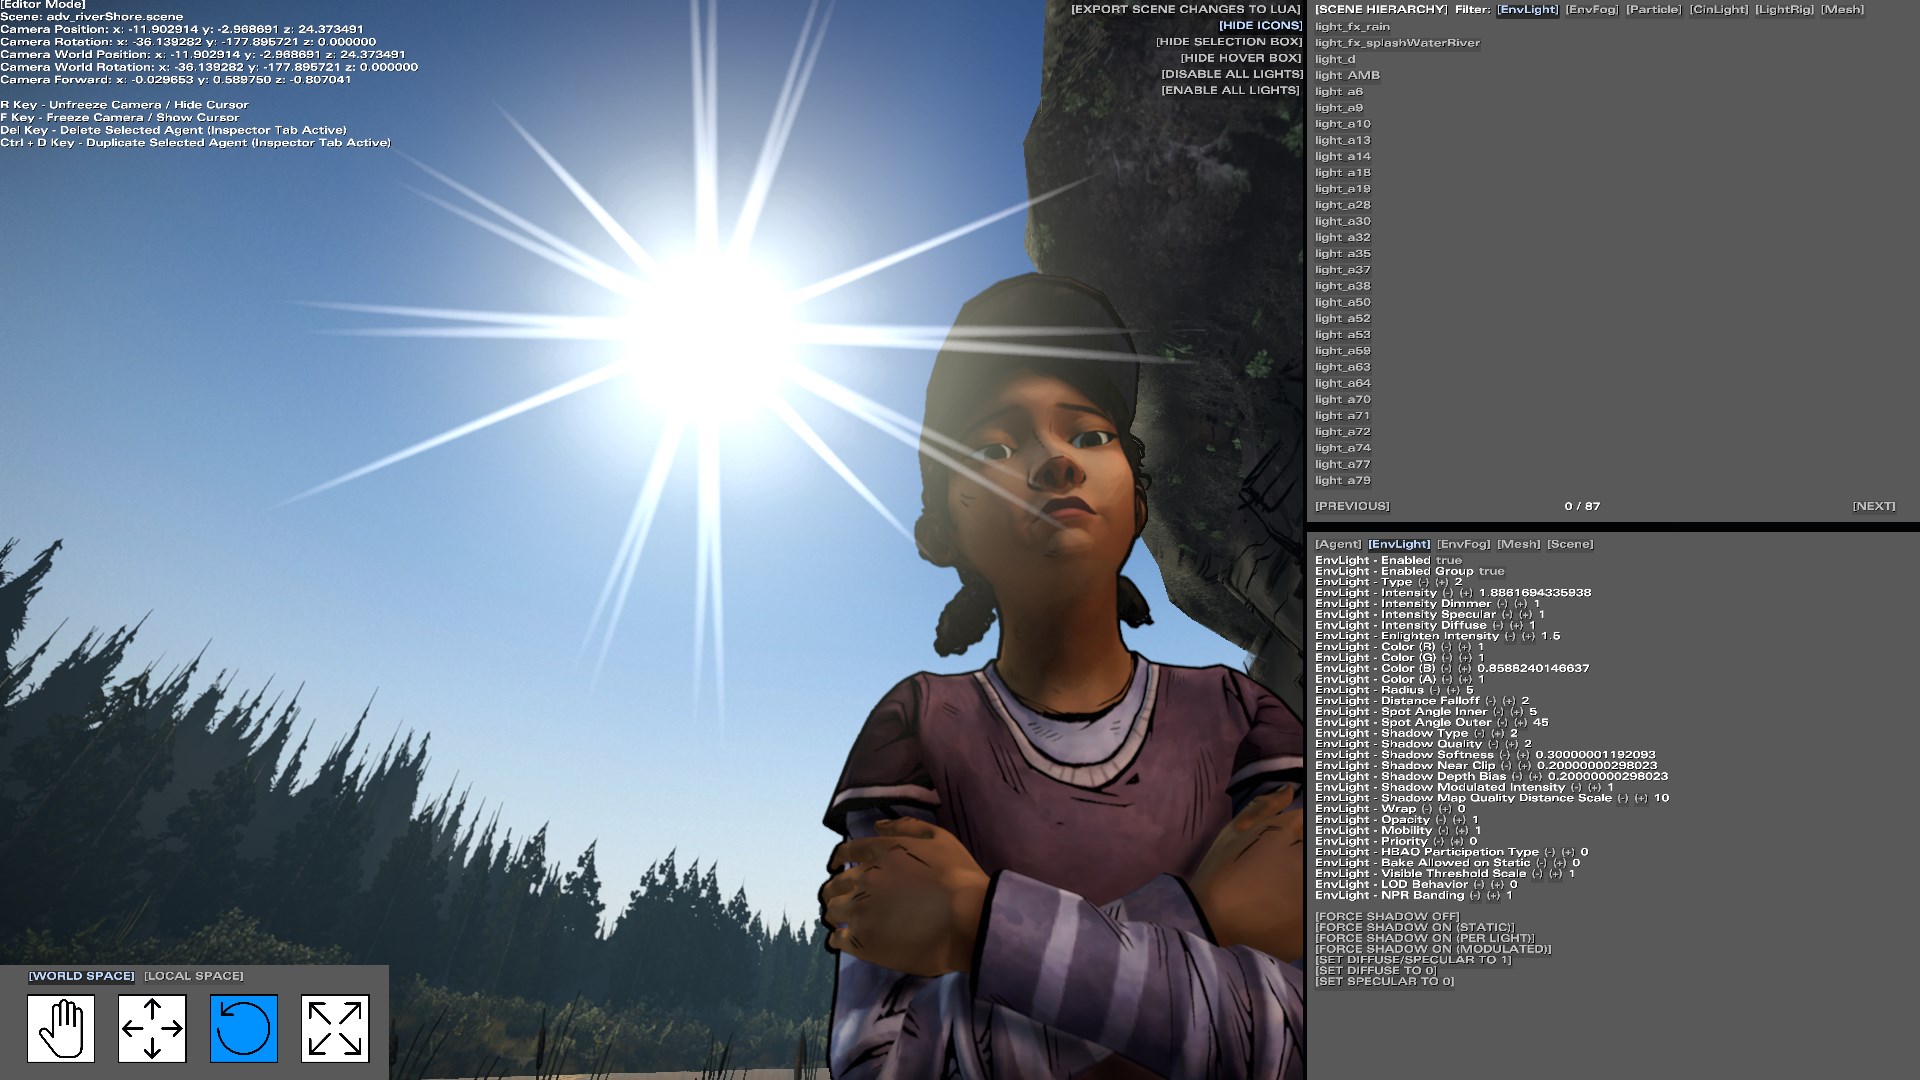 [Editor Mode]
Scene: adv_riverShore.scene
Camera Position: x: -11.902914 y: -2.968691 z: 24.373491
Camera Rotation: x: -36.139282 y: -177.895721 z: 0.000000
Camera World Position: x: -11.902914 y: -2.968691 z: 24.373491
Camera World Rotation: x: -36.139282 y: -177.895721 z: 0.000000
Camera Forward: x: -0.029653 y: 0.589750 z: -0.807041
R Key - Unfreeze Camera / Hide Cursor
F Key - Freeze Camera / Show Cursor
Del Key - Delete Selected Agent (Inspector Tab Active)
Ctrl + D Key - Duplicate Selected Agent (Inspector Tab Active)
[EXPORT SCENE CHANGES TO LUA]
[HIDE ICONS]
[HIDE SELECTION BOX]
[HIDE HOVER BOX]
[DISABLE ALL LIGHTS]
[ENABLE ALL LIGHTS]
[SCENE HIERARCHY] Filter: [EnvLight] [EnvFog] [Particle] [CinLight] [LightRig] [Mesh]
light_fx_rain
light_fx_splashWaterRiver
light_d
light_AMB
light_a6
light_a9
light_a10
light_a13
light_a14
light_a18
light_a19
light_a28
light_a30
light_a32
light_a35
light_a37
light_a38
light_a50
light_a52
light_a53
light_a59
light_a63
light_a64
light_a70
light_a71
light_a72
light_a74
light_a77
light_a79
[PREVIOUS] 0 / 87 [NEXT]
[Agent] [EnvLight] [EnvFog] [Mesh] [Scene]
EnvLight - Enabled true
EnvLight - Enabled Group true
EnvLight - Type (-) (+) 2
EnvLight - Intensity (-) (+) 1.8861694335938
EnvLight - Intensity Dimmer (-) (+) 1
EnvLight - Intensity Specular (-) (+) 1
EnvLight - Intensity Diffuse (-) (+) 1
EnvLight - Enlighten Intensity (-) (+) 1.5
EnvLight - Color (R) (-) (+) 1
EnvLight - Color (G) (-) (+) 1
EnvLight - Color (B) (-) (+) 0.8588240146637
EnvLight - Color (A) (-) (+) 1
EnvLight - Radius (-) (+) 5
EnvLight - Distance Falloff (-) (+) 2
EnvLight - Spot Angle Inner (-) (+) 5
EnvLight - Spot Angle Outer (-) (+) 45
EnvLight - Shadow Type (-) (+) 2
EnvLight - Shadow Quality (-) (+) 2
EnvLight - Shadow Softness (-) (+) 0.30000001192093
EnvLight - Shadow Near Clip (-) (+) 0.20000000298023
EnvLight - Shadow Depth Bias (-) (+) 0.20000000298023
EnvLight - Shadow Modulated Intensity (-) (+) 1
EnvLight - Shadow Map Quality Distance Scale (-) (+) 10
EnvLight - Wrap (-) (+) 0
EnvLight - Opacity (-) (+) 1
EnvLight - Mobility (-) (+) 1
EnvLight - Priority (-) (+) 0
EnvLight - HBAO Participation Type (-) (+) 0
EnvLight - Bake Allowed on Static (-) (+) 0
EnvLight - Visible Threshold Scale (-) (+) 1
EnvLight - LOD Behavior (-) (+) 0
EnvLight - NPR Banding (-) (+) 1
[FORCE SHADOW OFF]
[FORCE SHADOW ON (STATIC)]
[FORCE SHADOW ON (PER LIGHT)]
[FORCE SHADOW ON (MODULATED)]
[SET DIFFUSE/SPECULAR TO 1]
[SET DIFFUSE TO 0]
[SET SPECULAR TO 0]
[WORLD SPACE] [LOCAL SPACE]